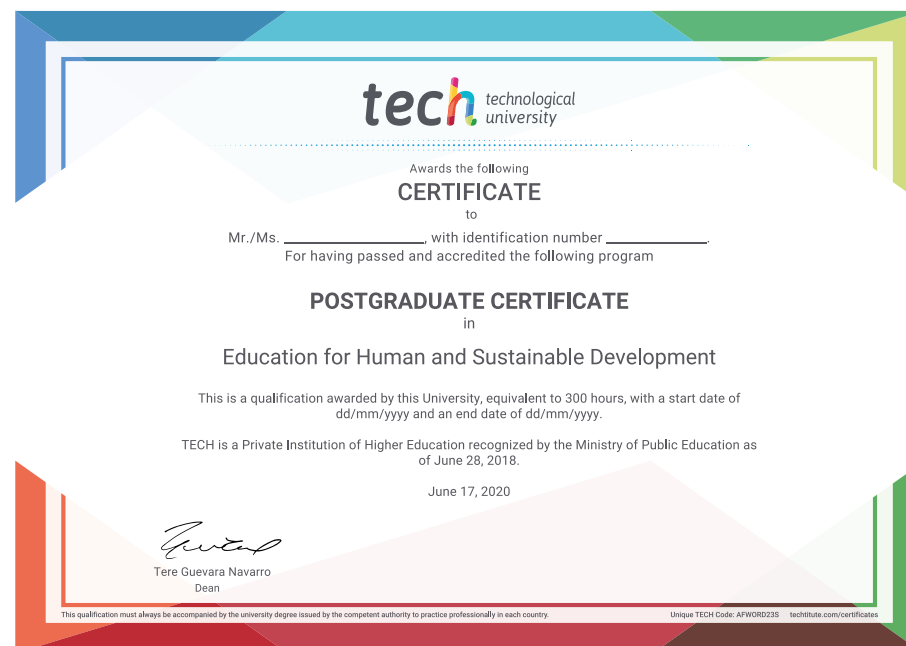 tech technological
university
Awards the following
CERTIFICATE
to
Mr./Ms. ____________, with identification number ____________.
For having passed and accredited the following program
POSTGRADUATE CERTIFICATE
in
Education for Human and Sustainable Development
This is a qualification awarded by this University, equivalent to 300 hours, with a start date of
dd/mm/yyyy and an end date of dd/mm/yyyy.
TECH is a Private Institution of Higher Education recognized by the Ministry of Public Education as
of June 28, 2018.
June 17, 2020
Tere Guevara Navarro
Dean
This qualification must always be accompanied by the university degree issued by the competent authority to practice professionally in each country.
Unique TECH Code: AFWORD23S techtitute.com/certificates